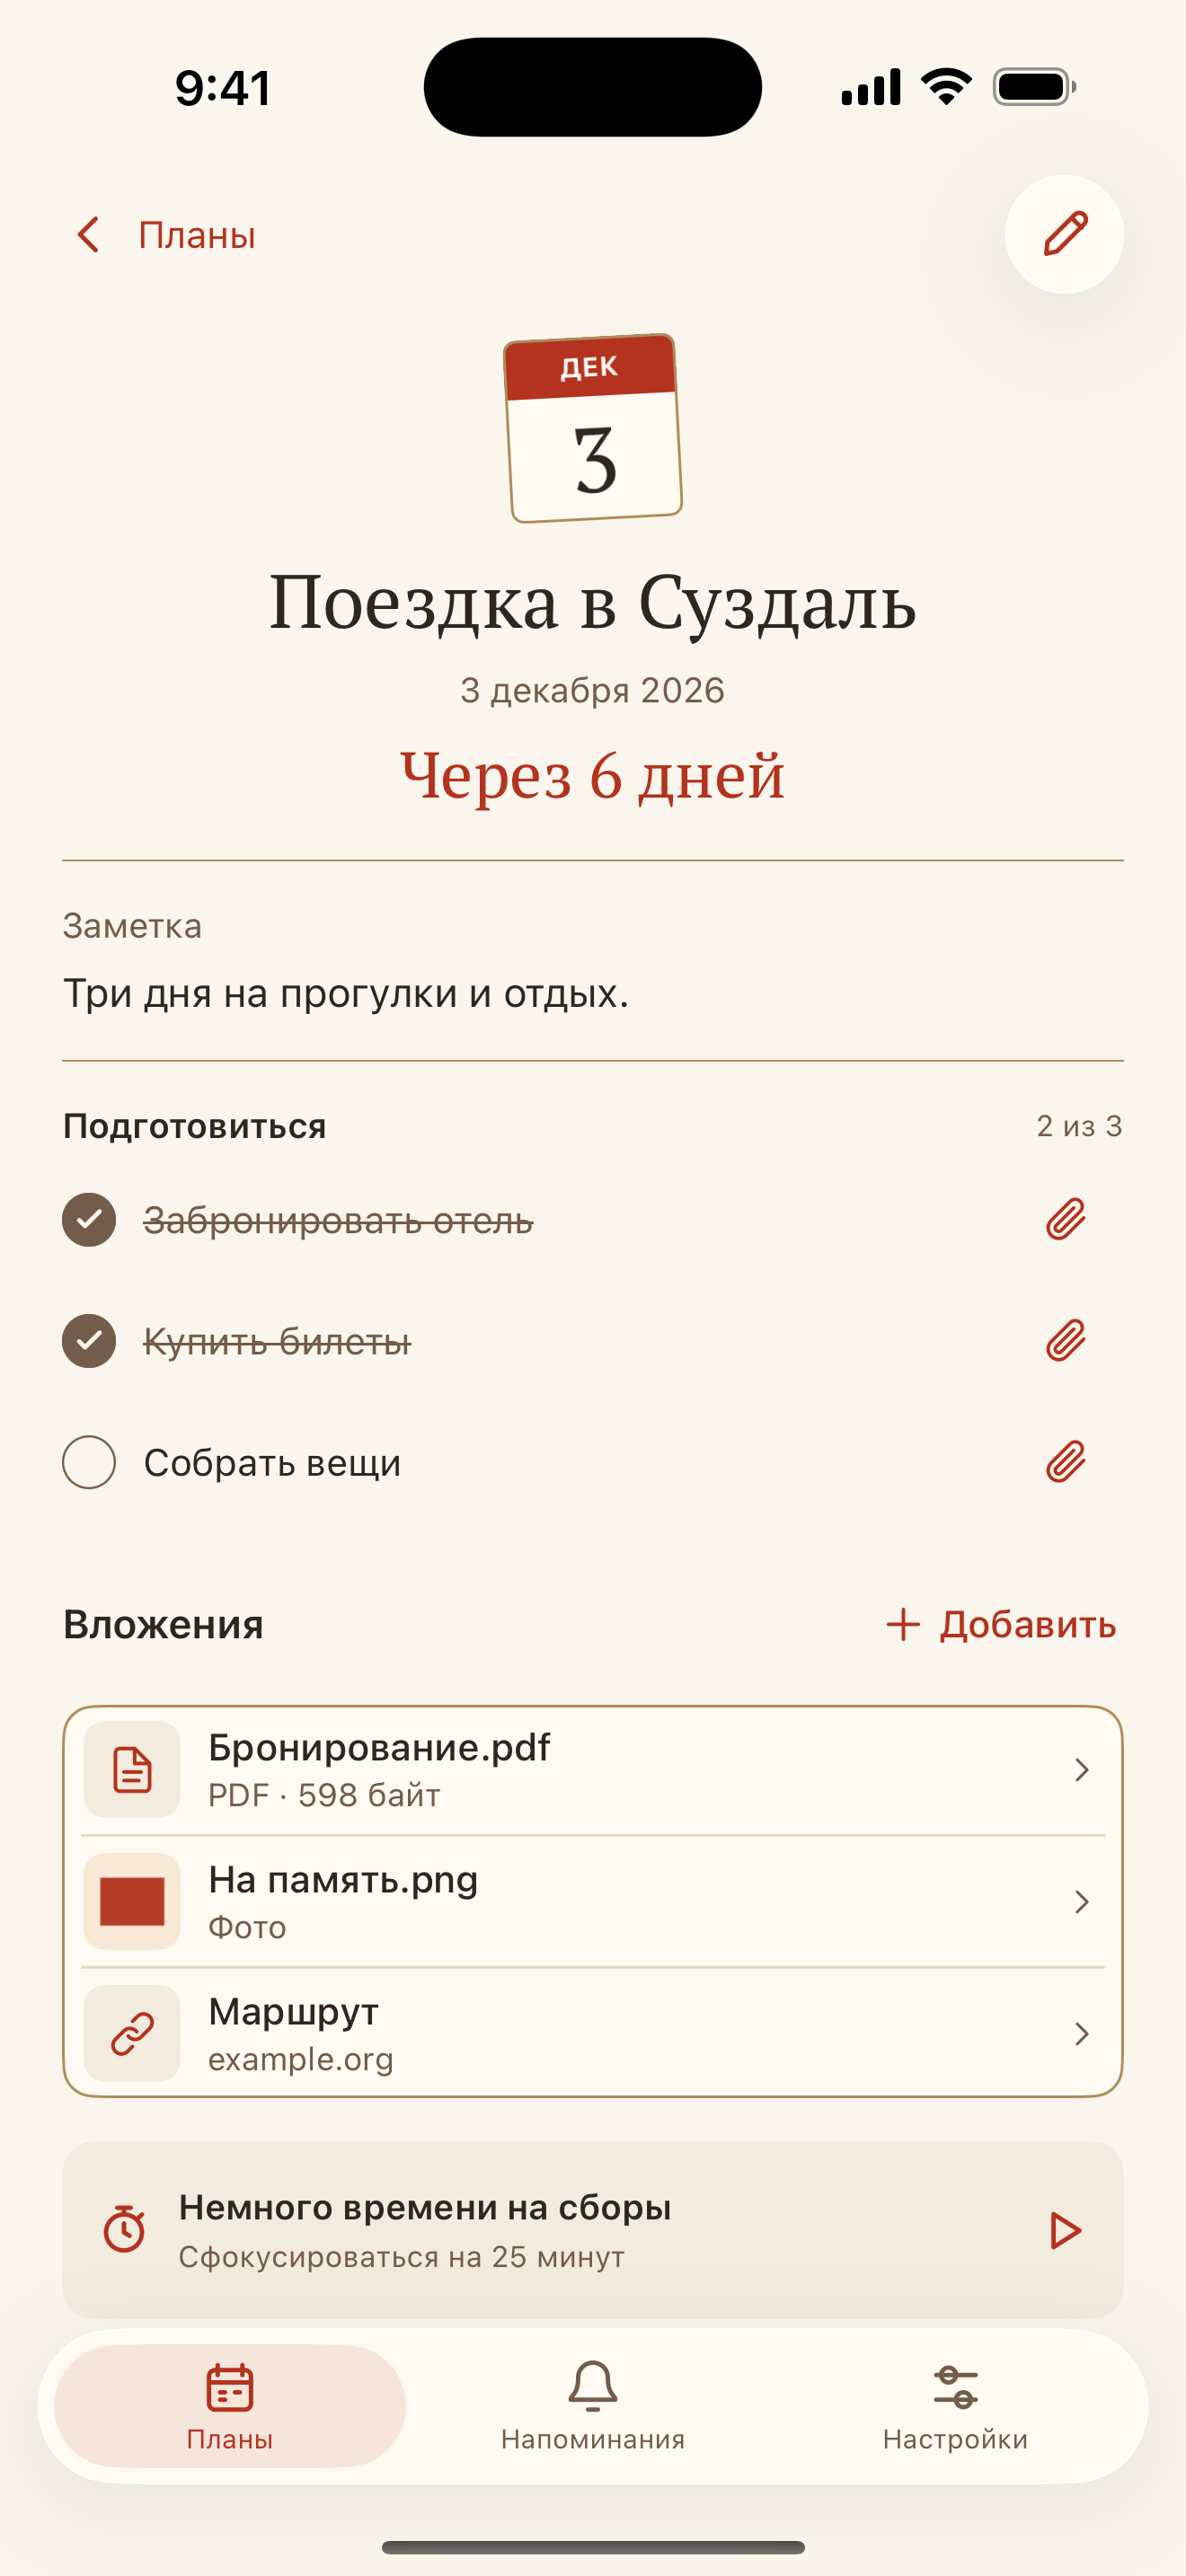 9:41
Планы
ДЕК
3
Поездка в Суздаль
3 декабря 2026
Через 6 дней
Заметка
Три дня на прогулки и отдых.
Подготовиться
2 из 3
Забронировать отель
Купить билеты
Собрать вещи
Вложения
Добавить
Бронирование.pdf
PDF · 598 байт
На память.png
Фото
Маршрут
example.org
Немного времени на сборы
Сфокусироваться на 25 минут
Планы
Напоминания
Настройки